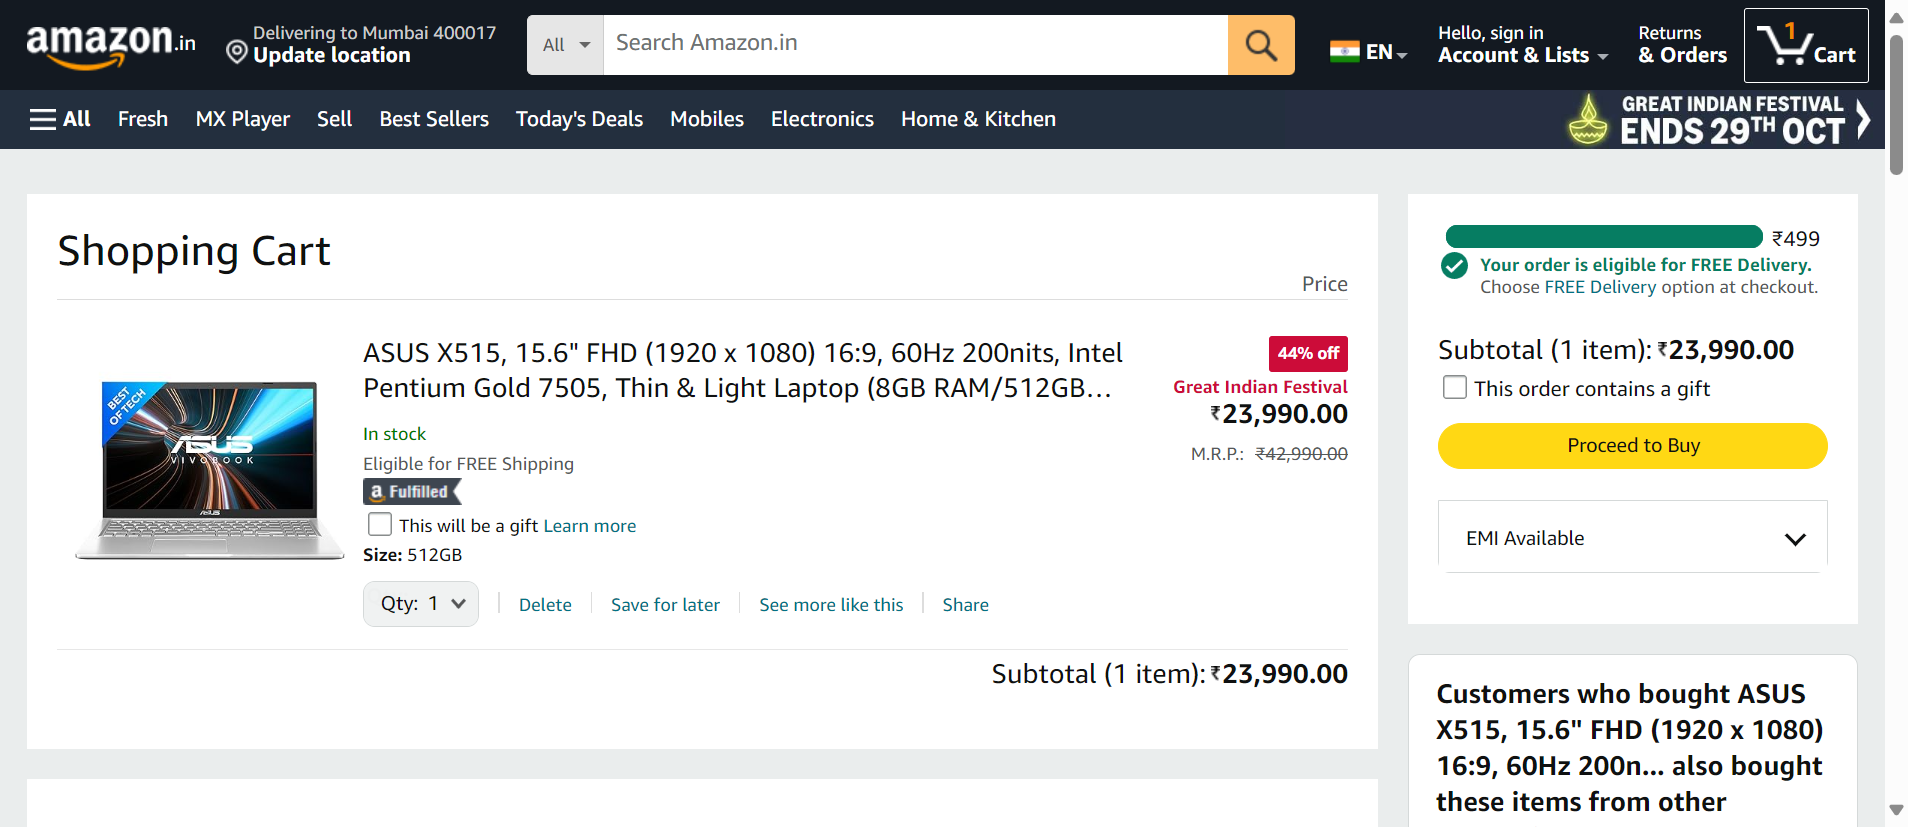 amazon.in
Delivering to Mumbai 400017
Update location
All
Search Amazon.in
EN
Hello, sign in
Account & Lists
Returns
& Orders
1
Cart
All
Fresh
MX Player
Sell
Best Sellers
Today's Deals
Mobiles
Electronics
Home & Kitchen
GREAT INDIAN FESTIVAL
ENDS 29TH OCT
Shopping Cart
Price
BEST
OF TECH
ASUS
VIVOBOOK
ASUS
ASUS X515, 15.6" FHD (1920 x 1080) 16:9, 60Hz 200nits, Intel
Pentium Gold 7505, Thin & Light Laptop (8GB RAM/512GB…
In stock
Eligible for FREE Shipping
a Fulfilled
This will be a gift Learn more
Size: 512GB
Qty: 1
Delete
Save for later
See more like this
Share
44% off
Great Indian Festival
₹23,990.00
M.R.P.: ₹42,990.00
Subtotal (1 item): ₹23,990.00
₹499
Your order is eligible for FREE Delivery.
Choose FREE Delivery option at checkout.
Subtotal (1 item): ₹23,990.00
This order contains a gift
Proceed to Buy
EMI Available
Customers who bought ASUS
X515, 15.6" FHD (1920 x 1080)
16:9, 60Hz 200n... also bought
these items from other